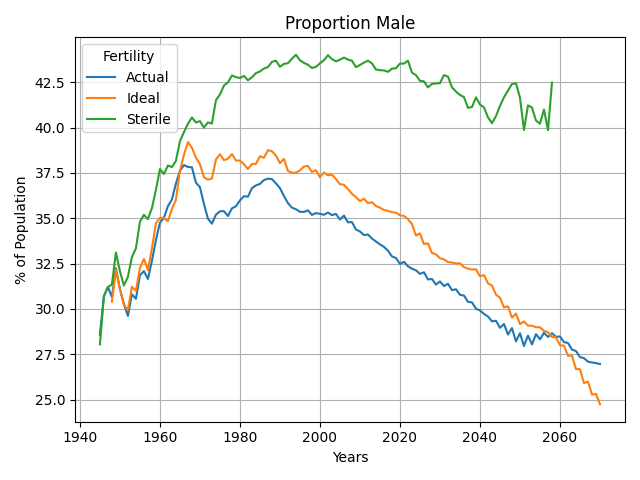 Proportion Male
Fertility
Actual
Ideal
Sterile
% of Population
42.5
40.0
37.5
35.0
32.5
30.0
27.5
25.0
1940 1960 1980 2000 2020 2040 2060
Years